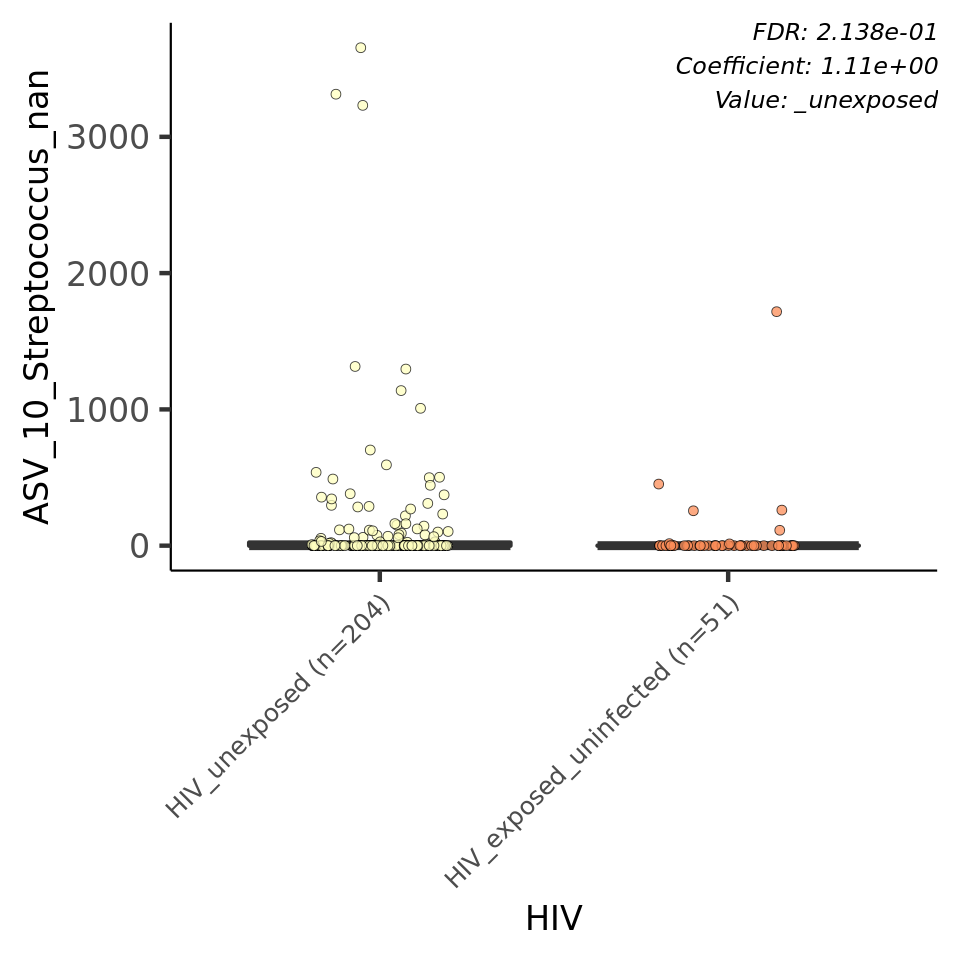 FDR: 2.138e-01
Coefficient: 1.11e+00
Value: _unexposed
ASV_10_Streptococcus_nan
3000
2000
1000
0
HIV_unexposed (n=204)
HIV_exposed_uninfected (n=51)
HIV